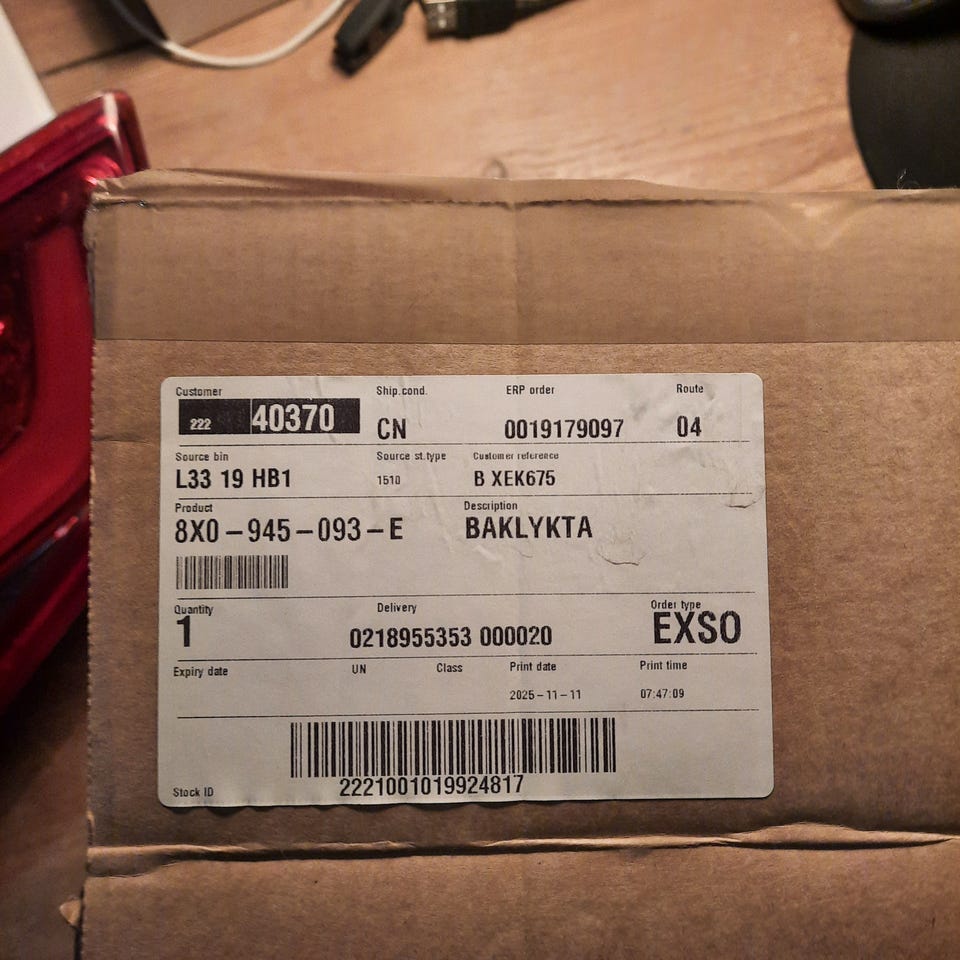 Customer Ship.cond. ERP order Route
222 40370 CN 0019179097 04
Source bin Source st.type Customer reference
L33 19 HB1 1510 B XEK675
Product Description
8X0-945-093-E BAKLYKTA
Quantity Delivery Order type
1 0218955353 000020 EXSO
Expiry date UN Class Print date Print time
2025-11-11 07:47:09
2221001019924817
Stock ID